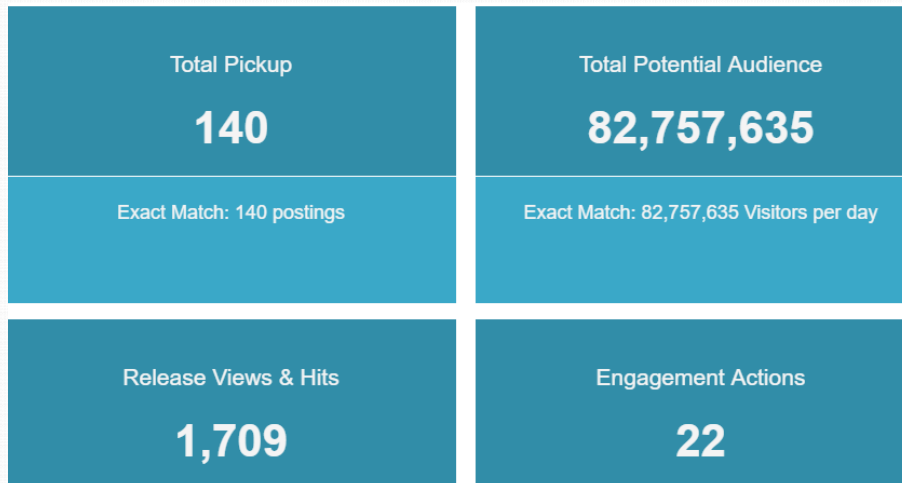 Total Pickup
140
Exact Match: 140 postings
Total Potential Audience
82,757,635
Exact Match: 82,757,635 Visitors per day
Release Views & Hits
1,709
Engagement Actions
22